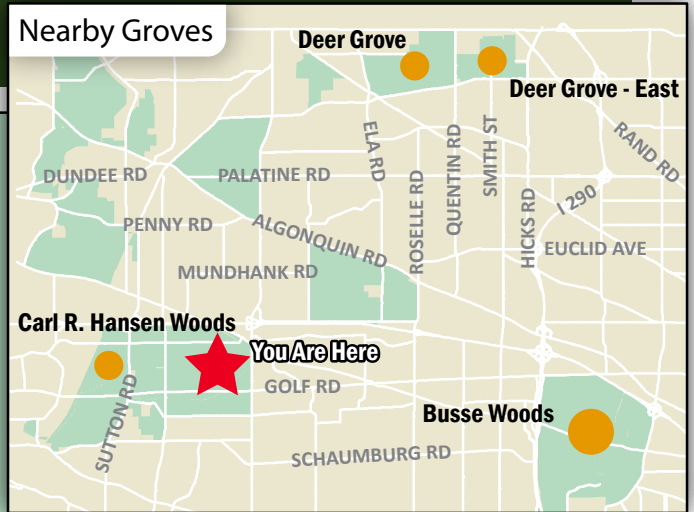 Nearby Groves
Deer Grove
Deer Grove - East
RAND RD
ELA RD
QUENTIN RD
SMITH ST
DUNDEE RD
PALATINE RD
ROSELLE RD
HICKS RD
I 290
PENNY RD
ALGONQUIN RD
EUCLID AVE
MUNDHANK RD
Carl R. Hansen Woods
You Are Here
GOLF RD
SUTTON RD
Busse Woods
SCHAUMBURG RD